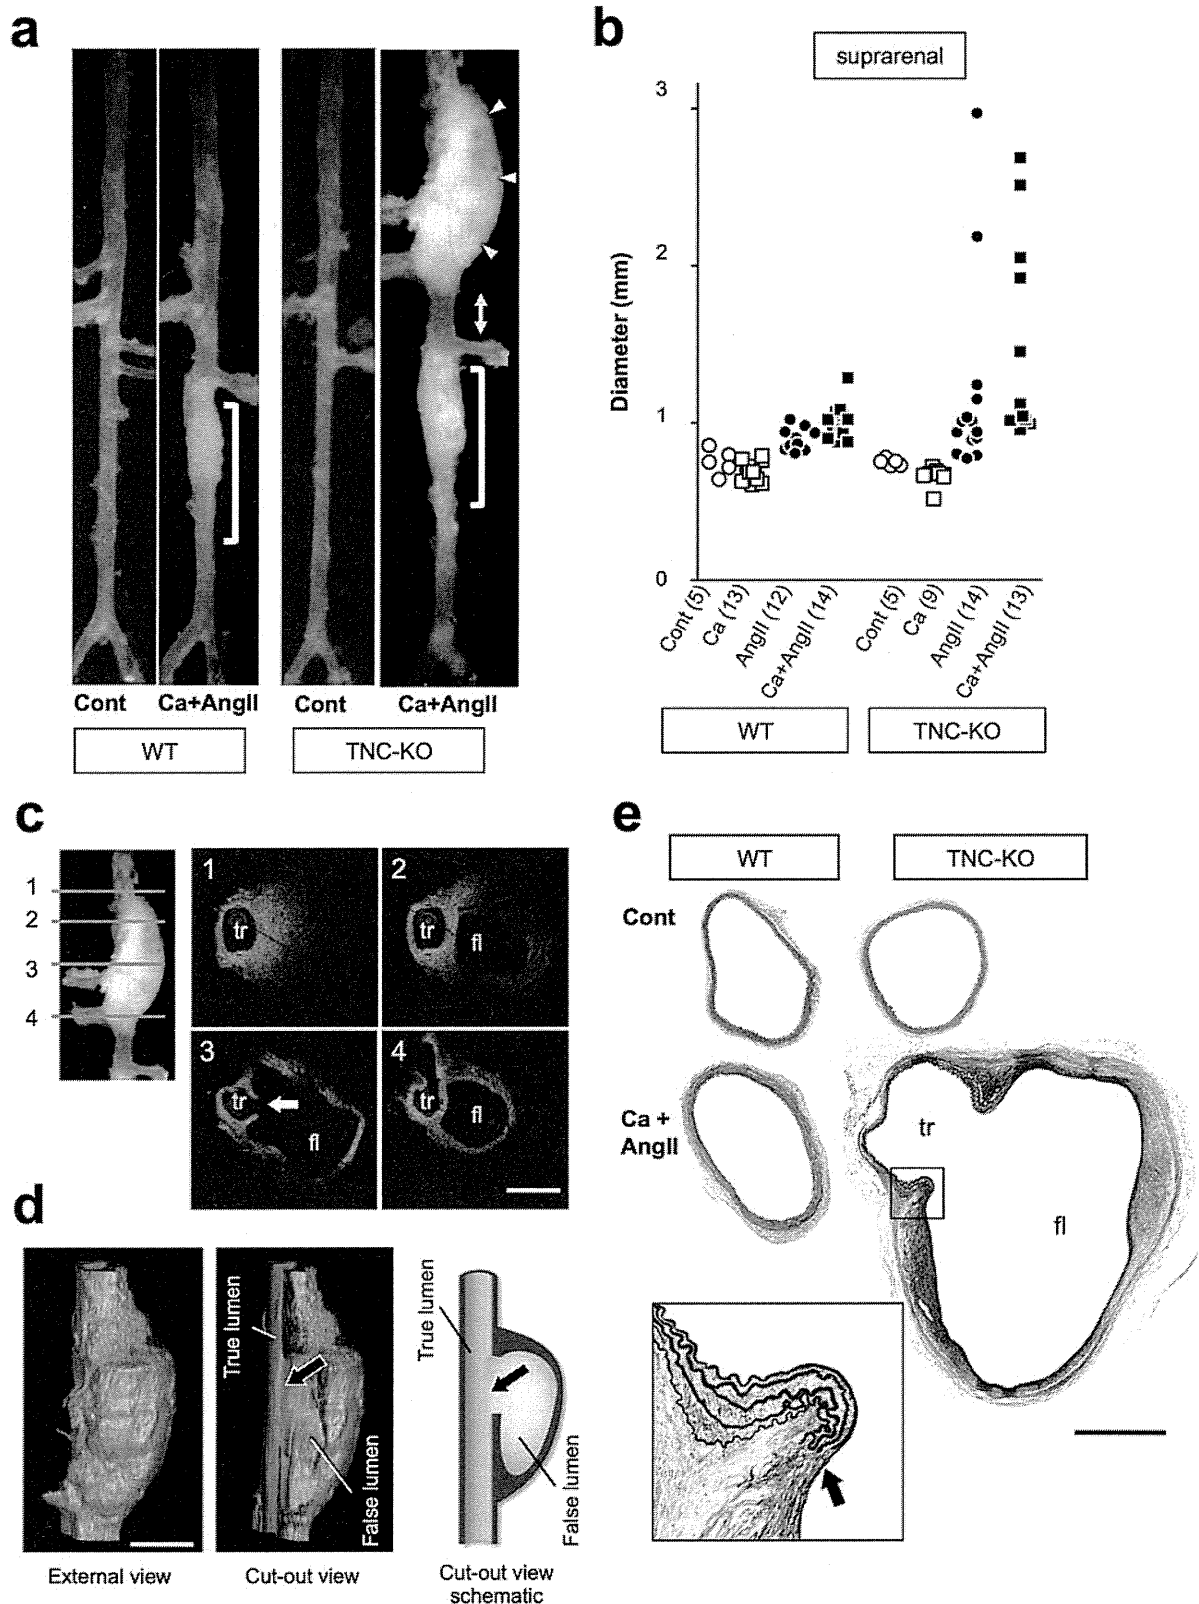 a
Cont
Ca+AngII
Cont
Ca+AngII
WT
TNC-KO
b
suprarenal
Diameter (mm)
3
2
1
0
Cont (5)
Ca (13)
AngII (12)
Ca+AngII (14)
Cont (5)
Ca (9)
AngII (14)
Ca+AngII (13)
WT
TNC-KO
c
1
2
3
4
1
tr
2
tr
fl
3
tr
fl
4
tr
fl
d
True lumen
False lumen
True lumen
False lumen
External view
Cut-out view
Cut-out view
schematic
e
WT
TNC-KO
Cont
Ca +
AngII
tr
fl